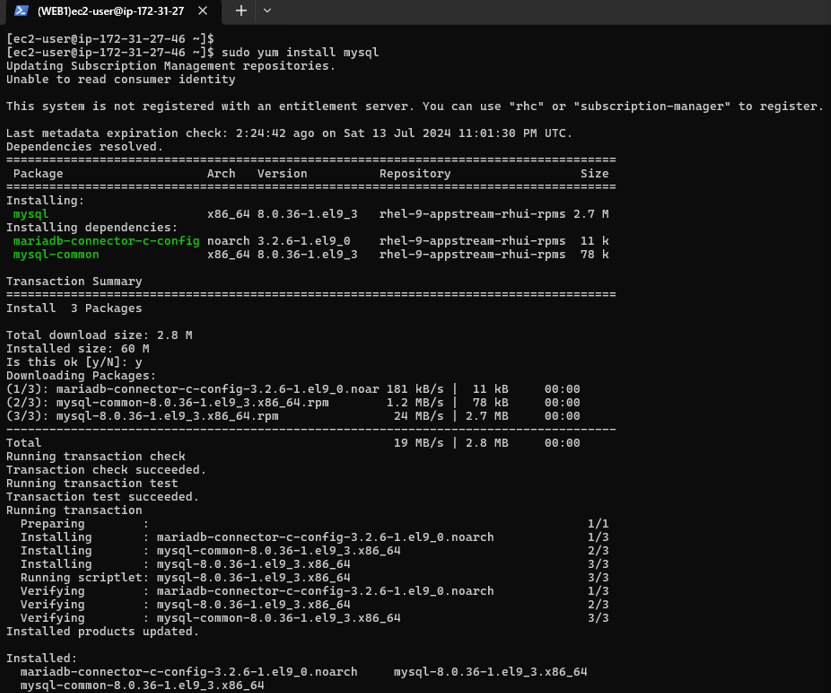 (WEB1)ec2-user@ip-172-31-27
[ec2-user@ip-172-31-27-46 ~]$
[ec2-user@ip-172-31-27-46 ~]$ sudo yum install mysql
Updating Subscription Management repositories.
Unable to read consumer identity
This system is not registered with an entitlement server. You can use "rhc" or "subscription-manager" to register.
Last metadata expiration check: 2:24:42 ago on Sat 13 Jul 2024 11:01:30 PM UTC.
Dependencies resolved.
================================================================================
Package Arch Version Repository Size
================================================================================
Installing:
mysql x86_64 8.0.36-1.el9_3 rhel-9-appstream-rhui-rpms 2.7 M
Installing dependencies:
mariadb-connector-c-config noarch 3.2.6-1.el9_0 rhel-9-appstream-rhui-rpms 11 k
mysql-common x86_64 8.0.36-1.el9_3 rhel-9-appstream-rhui-rpms 78 k
Transaction Summary
================================================================================
Install 3 Packages
Total download size: 2.8 M
Installed size: 60 M
Is this ok [y/N]: y
Downloading Packages:
(1/3): mariadb-connector-c-config-3.2.6-1.el9_0.noar 181 kB/s | 11 kB 00:00
(2/3): mysql-common-8.0.36-1.el9_3.x86_64.rpm 1.2 MB/s | 78 kB 00:00
(3/3): mysql-8.0.36-1.el9_3.x86_64.rpm 24 MB/s | 2.7 MB 00:00
--------------------------------------------------------------------------------
Total 19 MB/s | 2.8 MB 00:00
Running transaction check
Transaction check succeeded.
Running transaction test
Transaction test succeeded.
Running transaction
Preparing : 1/1
Installing : mariadb-connector-c-config-3.2.6-1.el9_0.noarch 1/3
Installing : mysql-common-8.0.36-1.el9_3.x86_64 2/3
Installing : mysql-8.0.36-1.el9_3.x86_64 3/3
Running scriptlet: mysql-8.0.36-1.el9_3.x86_64 3/3
Verifying : mariadb-connector-c-config-3.2.6-1.el9_0.noarch 1/3
Verifying : mysql-8.0.36-1.el9_3.x86_64 2/3
Verifying : mysql-common-8.0.36-1.el9_3.x86_64 3/3
Installed products updated.
Installed:
mariadb-connector-c-config-3.2.6-1.el9_0.noarch mysql-8.0.36-1.el9_3.x86_64
mysql-common-8.0.36-1.el9_3.x86_64